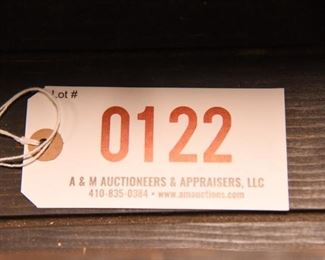 Lot #
0122
A & M AUCTIONEERS & APPRAISERS, LLC
410-835-0384 • www.amauctions.com